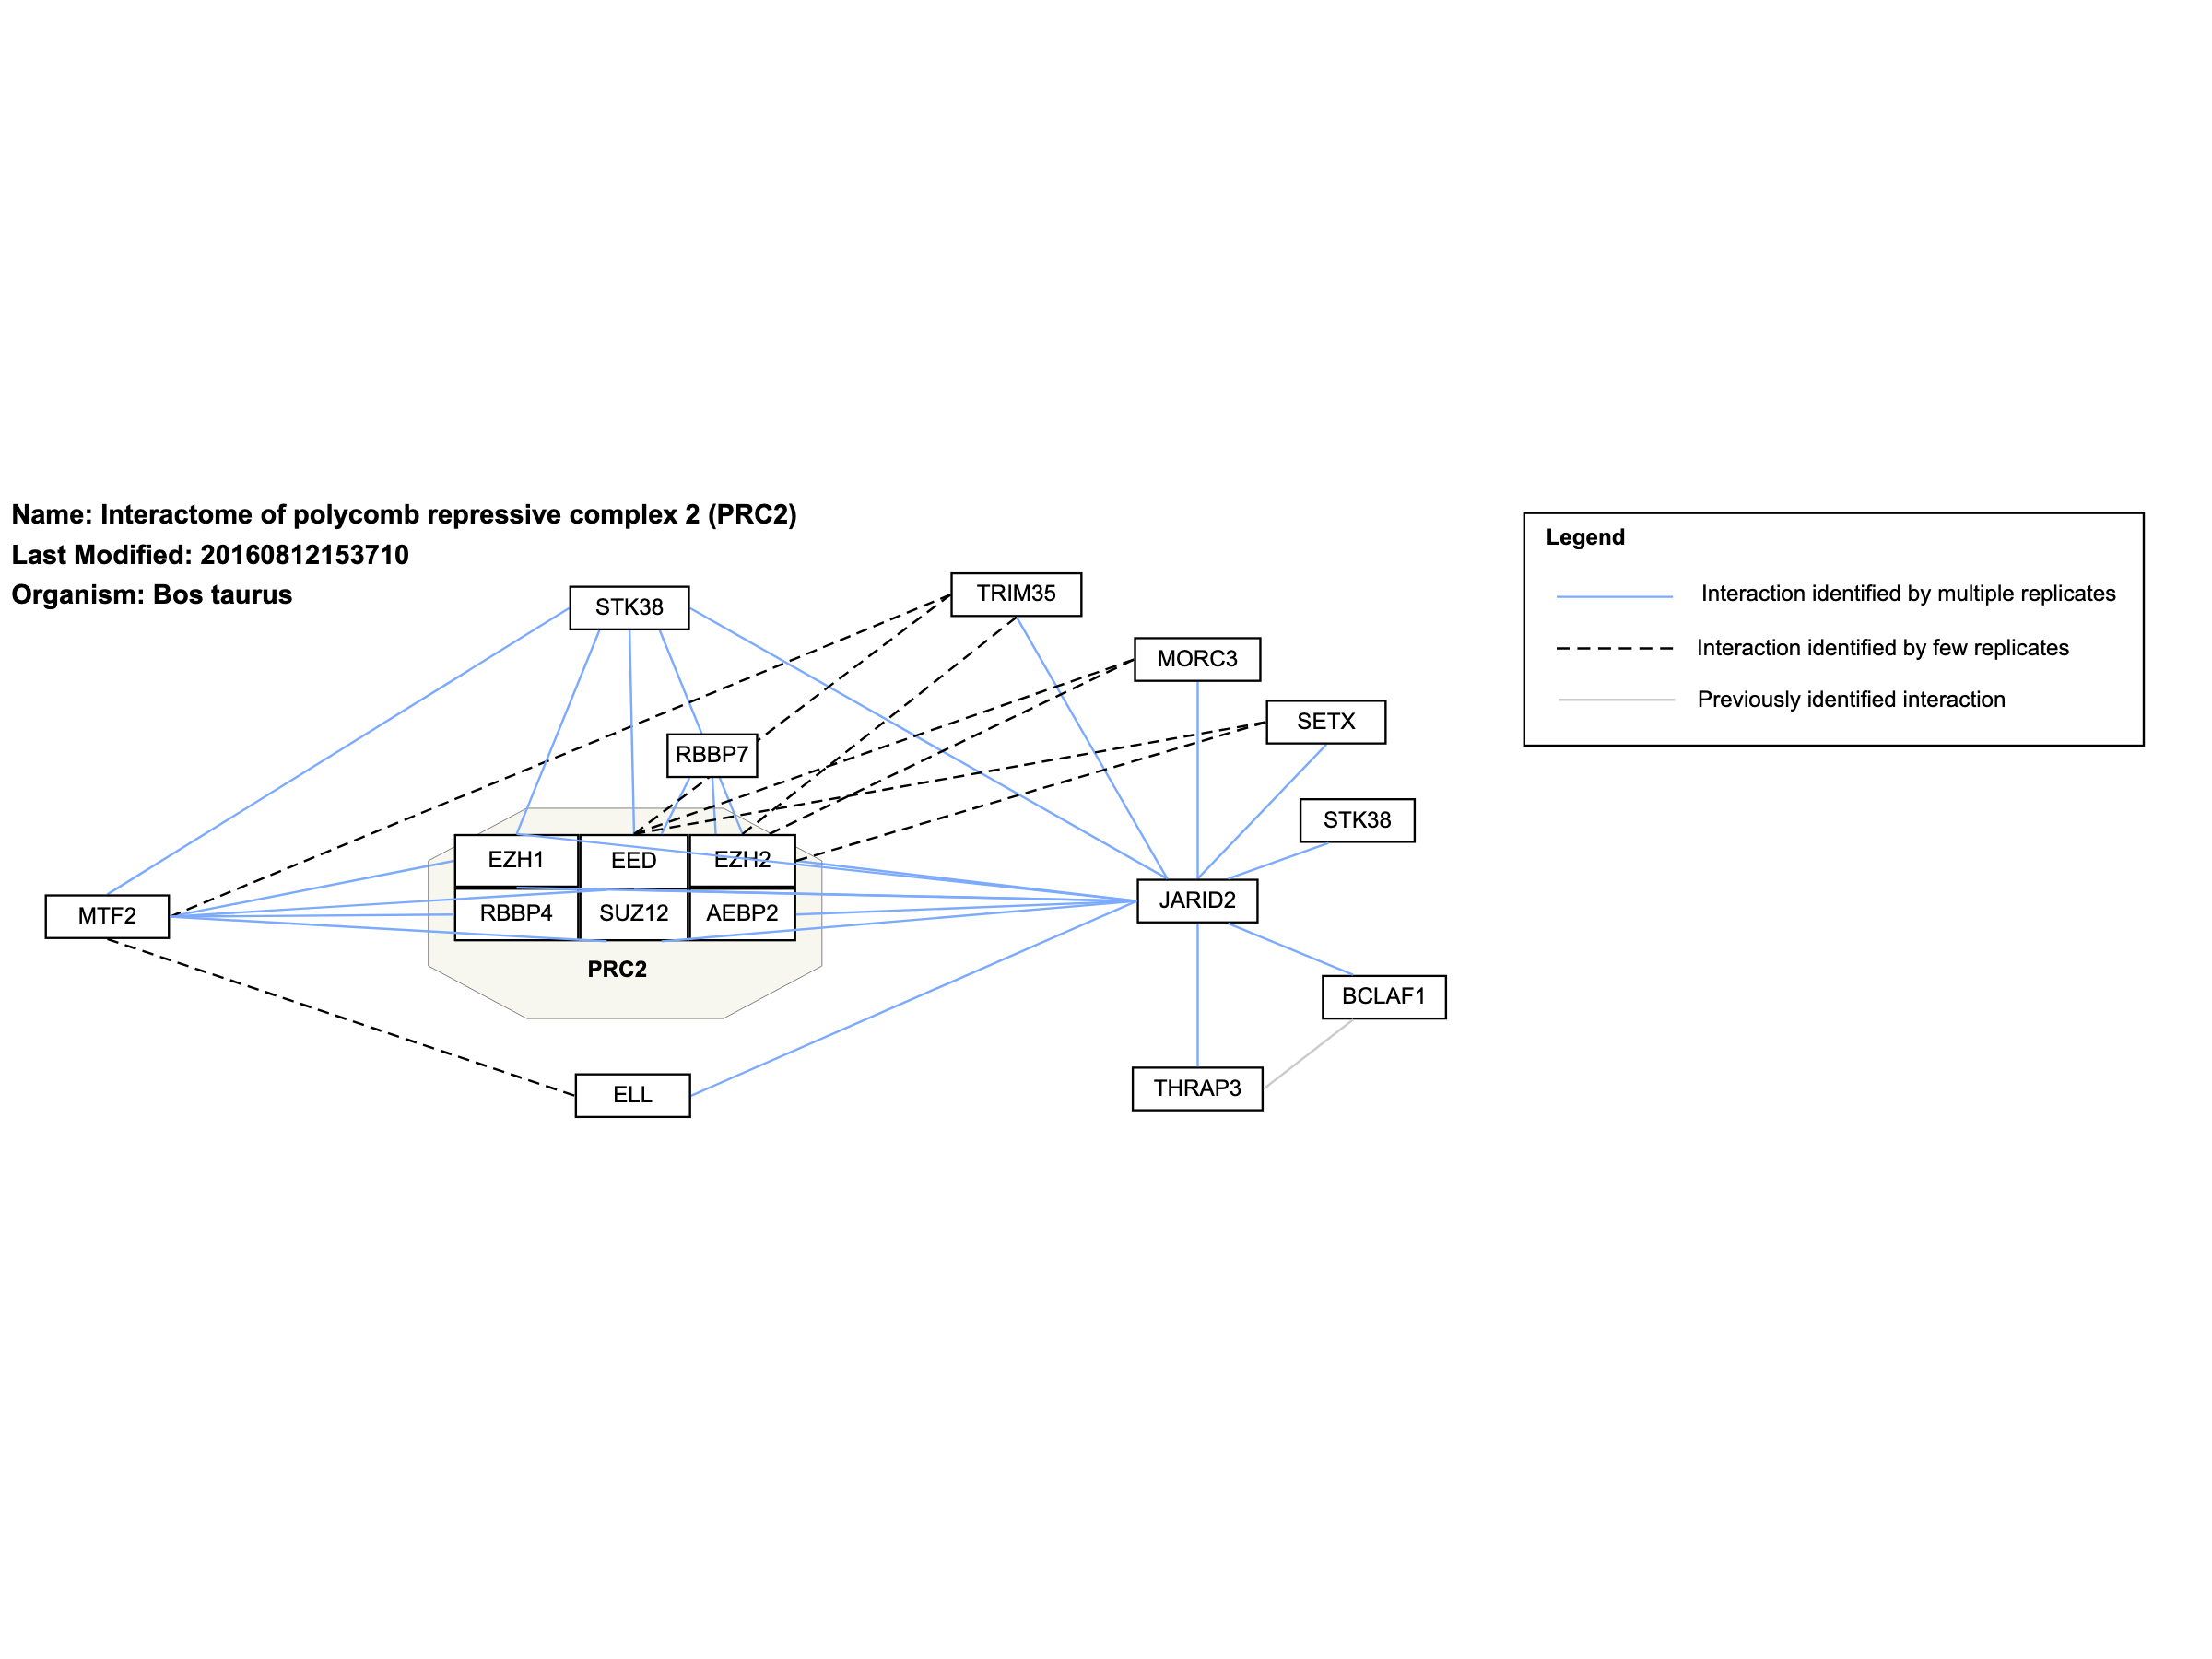 Name: Interactome of polycomb repressive complex 2 (PRC2)
Last Modified: 20160812153710
Organism: Bos taurus
Legend
Interaction identified by multiple replicates
Interaction identified by few replicates
Previously identified interaction
STK38
TRIM35
MORC3
SETX
RBBP7
STK38
EZH1
EED
EZH2
JARID2
MTF2
RBBP4
SUZ12
AEBP2
PRC2
BCLAF1
ELL
THRAP3